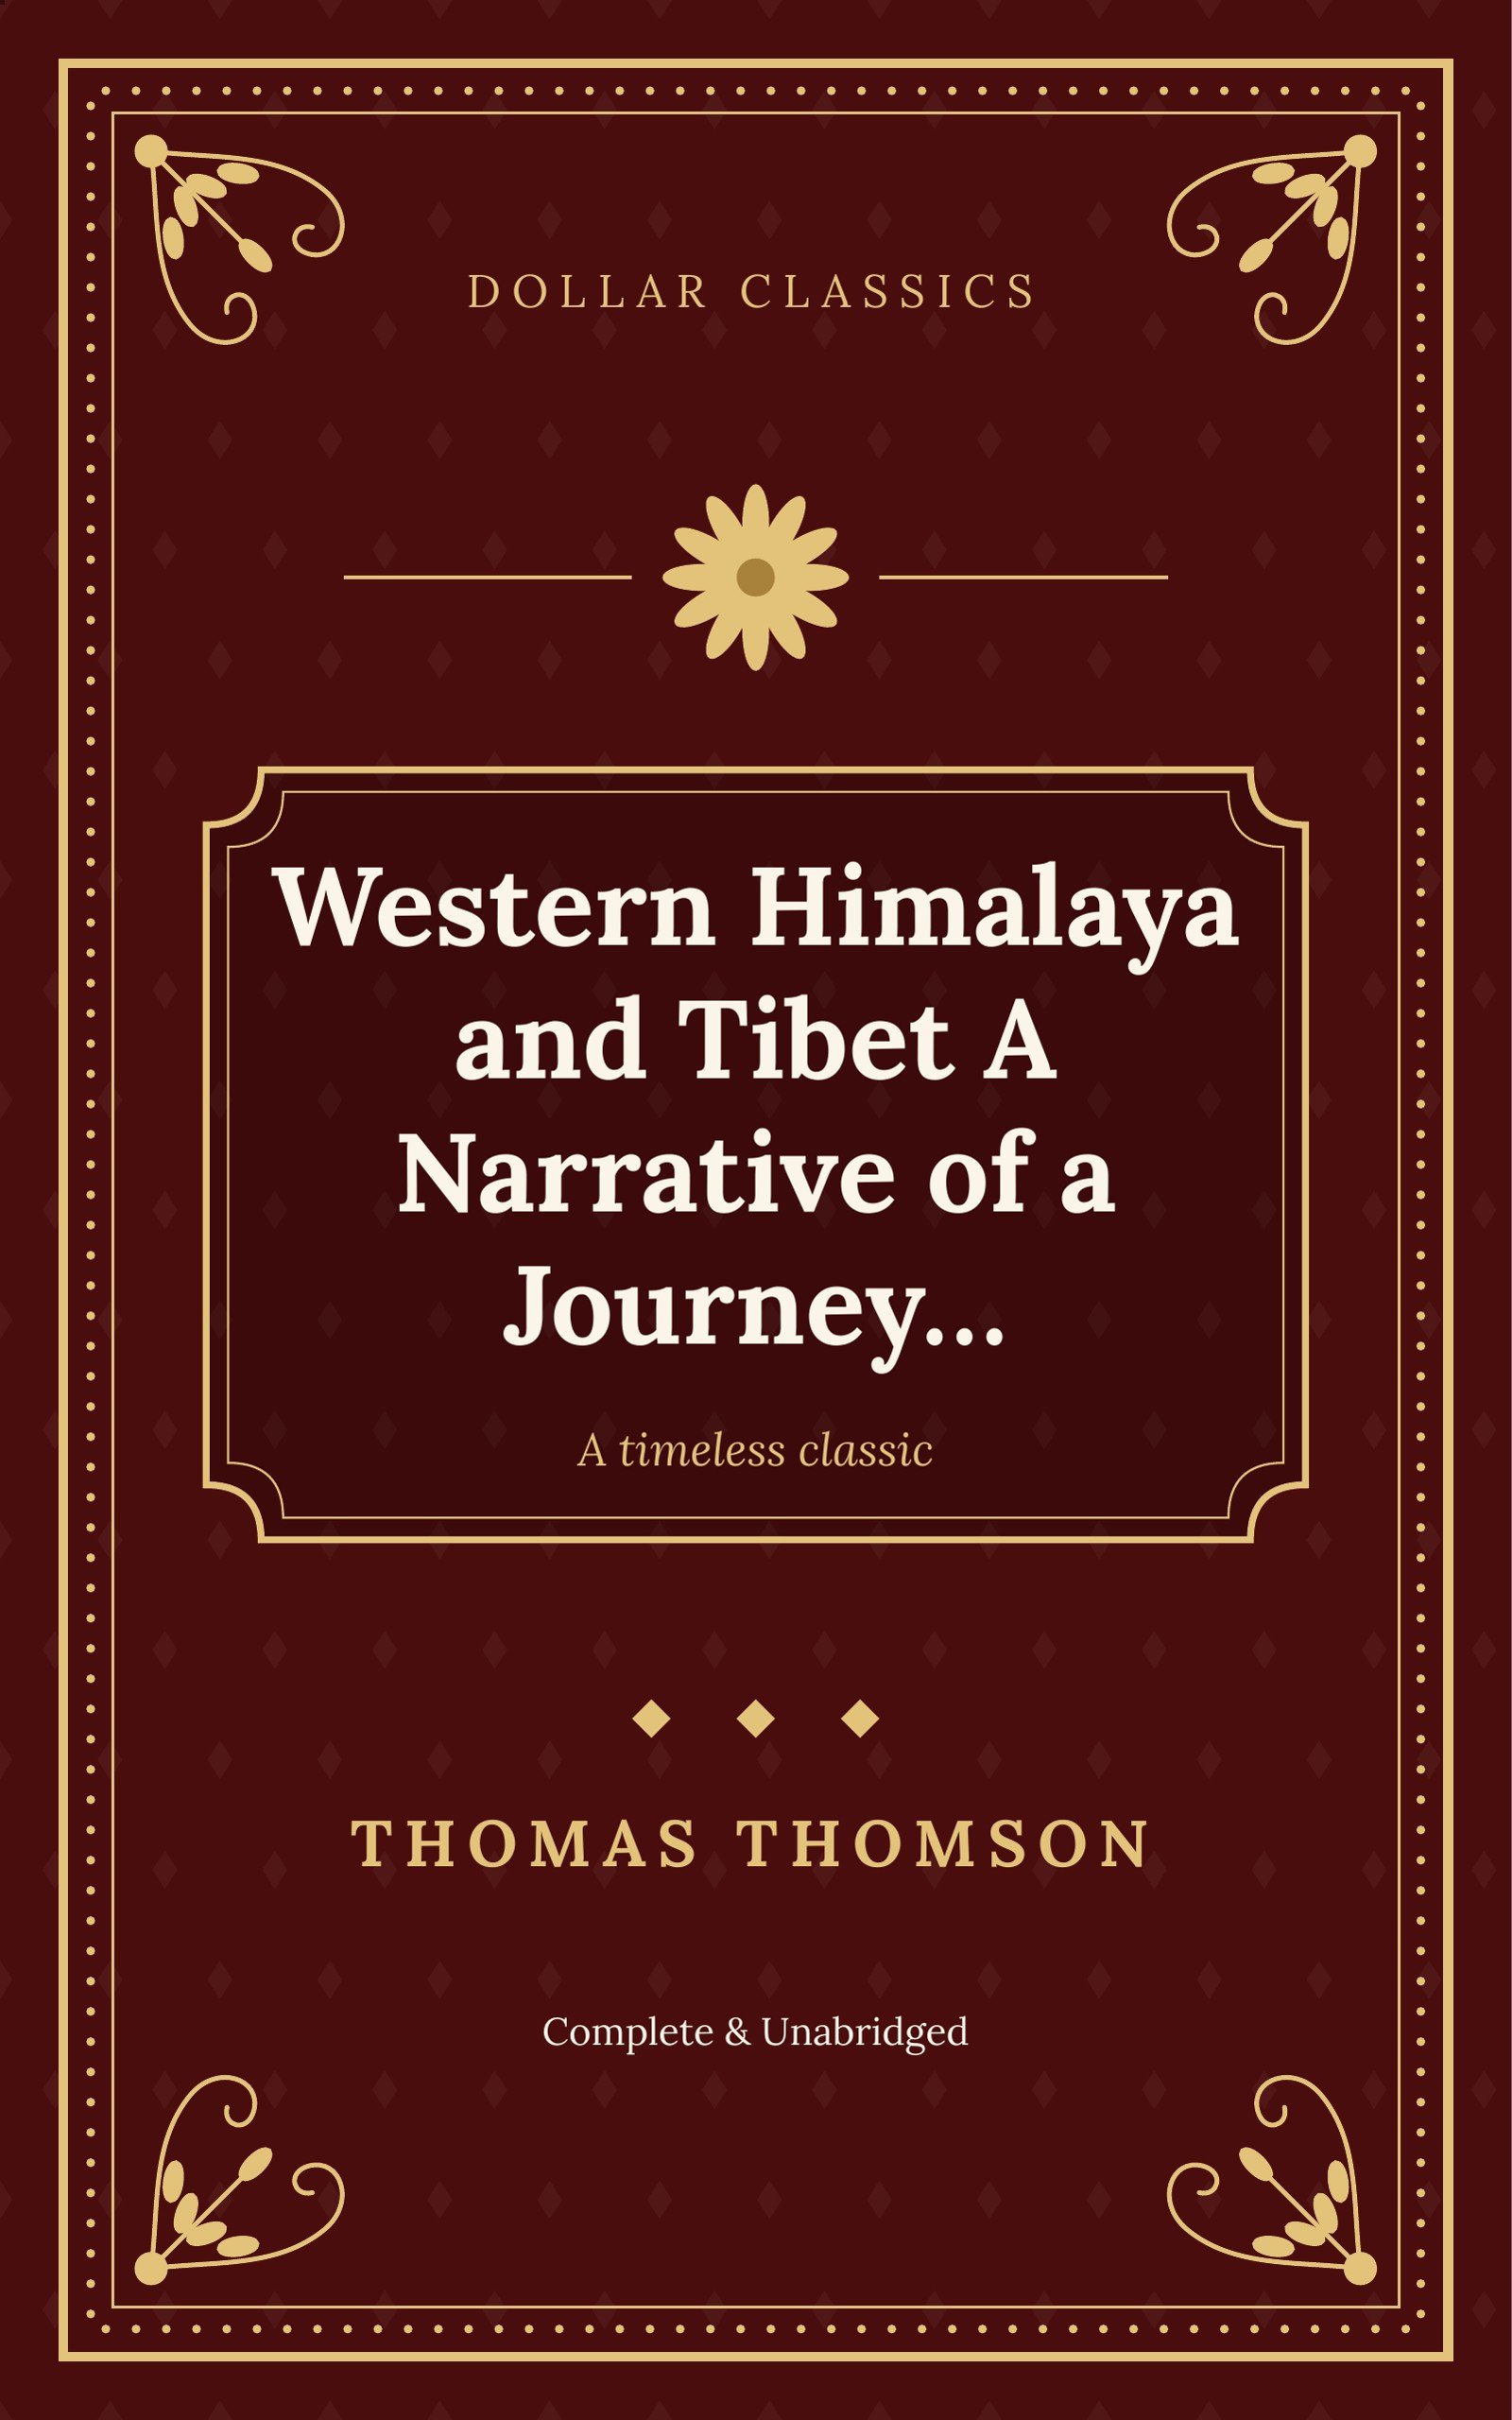 DOLLAR CLASSICS
Western Himalaya
and Tibet A
Narrative of a
Journey...
A timeless classic
THOMAS THOMSON
Complete & Unabridged